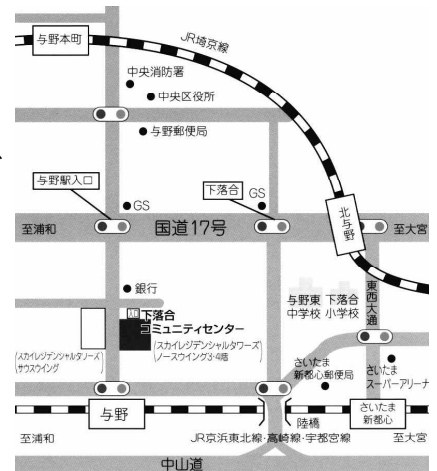 与野本町
JR埼京線
中央消防署
中央区役所
与野郵便局
与野駅入口
GS
下落合
GS
北与野
至浦和
国道17号
至大宮
銀行
入口
下落合
コミュニティセンター
(スカイレジデンシャルタワーズ
ノースウイング3・4階)
(スカイレジデンシャルタワーズ
サウスウイング)
与野東
中学校
下落合
小学校
東西大通
さいたま
新都心郵便局
さいたま
スーパーアリーナ
与野
陸橋
さいたま
新都心
至浦和
JR京浜東北線・高崎線・宇都宮線
至大宮
中山道